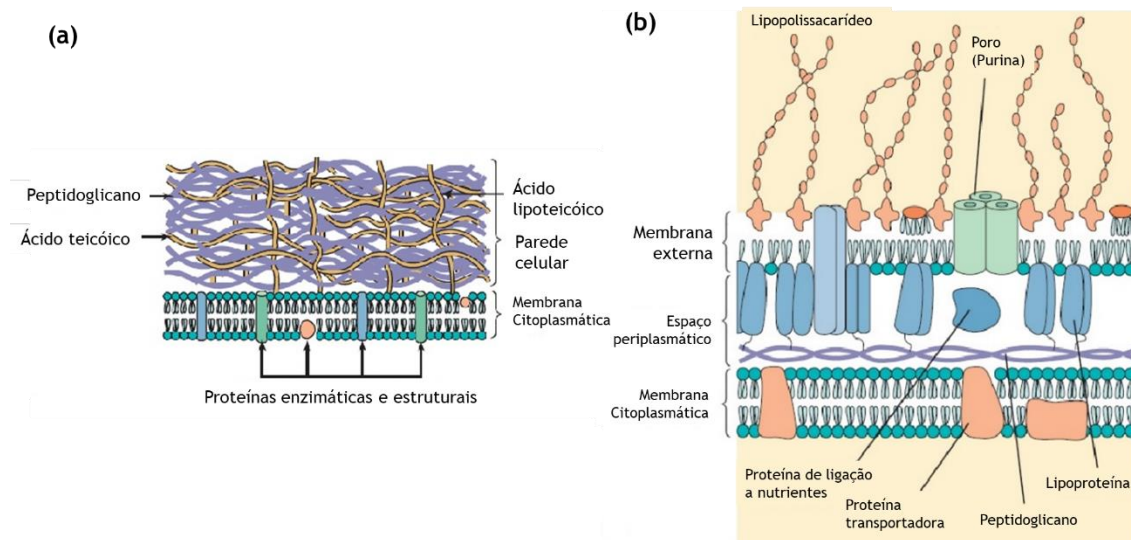 (a)
Peptidoglicano
Ácido teicóico
Ácido
lipoteicóico
Parede
celular
Membrana
Citoplasmática
Proteínas enzimáticas e estruturais
(b)
Lipopolissacarídeo
Poro
(Purina)
Membrana
externa
Espaço
periplasmático
Membrana
Citoplasmática
Proteína de ligação
a nutrientes
Proteína
transportadora
Peptidoglicano
Lipoproteína